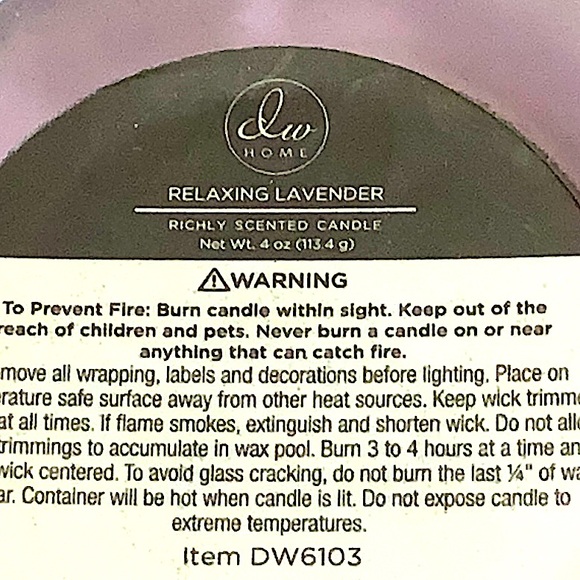 dw
HOME
RELAXING LAVENDER
RICHLY SCENTED CANDLE
Net Wt. 4 oz (113.4 g)
⚠WARNING
To Prevent Fire: Burn candle within sight. Keep out of the
reach of children and pets. Never burn a candle on or near
anything that can catch fire.
move all wrapping, labels and decorations before lighting. Place on
rature safe surface away from other heat sources. Keep wick trimme
at all times. If flame smokes, extinguish and shorten wick. Do not allo
trimmings to accumulate in wax pool. Burn 3 to 4 hours at a time an
wick centered. To avoid glass cracking, do not burn the last ¼" of wa
ar. Container will be hot when candle is lit. Do not expose candle to
extreme temperatures.
Item DW6103